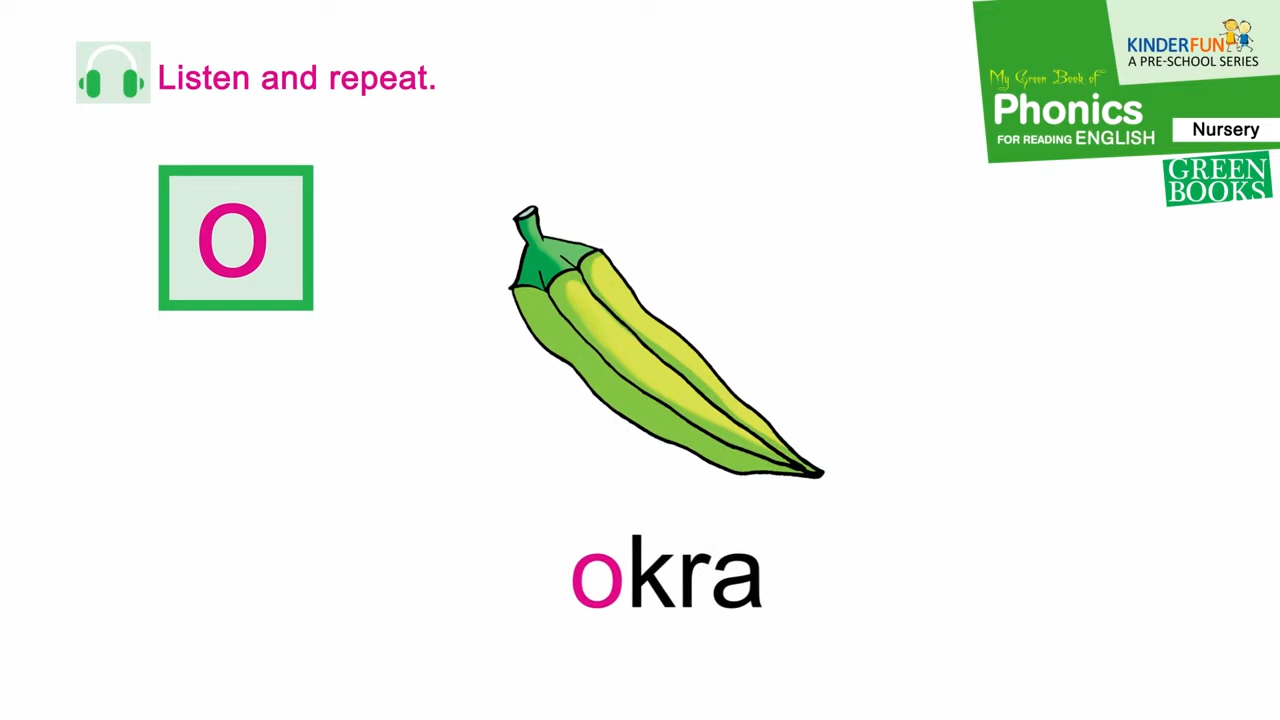 Listen and repeat.
KINDERFUN
A PRE-SCHOOL SERIES
My Green Book of
Phonics
FOR READING ENGLISH
Nursery
GREEN
BOOKS
o
okra